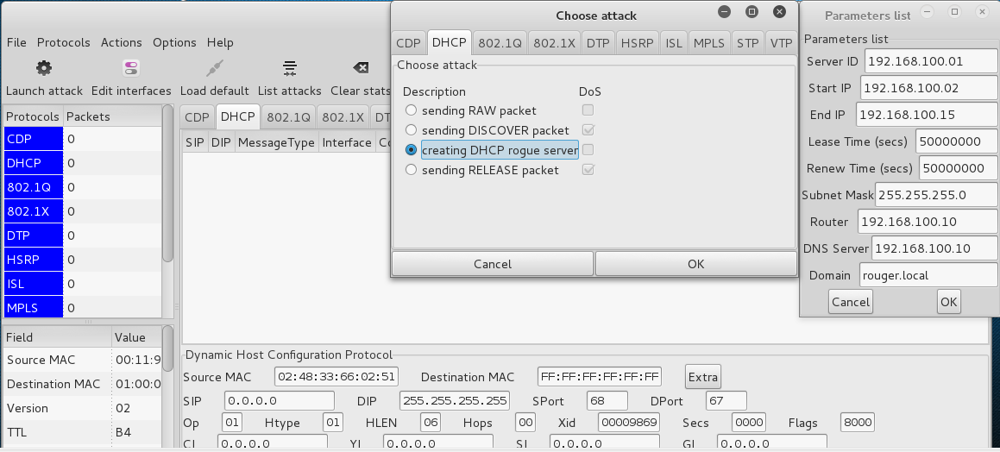 Choose attack
Parameters list
File Protocols Actions Options Help
Launch attack Edit interfaces Load default List attacks Clear stats
CDP DHCP 802.1Q 802.1X DTP HSRP ISL MPLS STP VTP
Choose attack
Description DoS
sending RAW packet
sending DISCOVER packet
creating DHCP rogue server
sending RELEASE packet
Cancel OK
Parameters list
Server ID 192.168.100.01
Start IP 192.168.100.02
End IP 192.168.100.15
Lease Time (secs) 50000000
Renew Time (secs) 50000000
Subnet Mask 255.255.255.0
Router 192.168.100.10
DNS Server 192.168.100.10
Domain rouger.local
Cancel OK
Protocols Packets
CDP 0
DHCP 0
802.1Q 0
802.1X 0
DTP 0
HSRP 0
ISL 0
MPLS 0
CDP DHCP 802.1Q 802.1X DT
SIP DIP MessageType Interface Co
Field Value
Source MAC 00:11:9
Destination MAC 01:00:0
Version 02
TTL B4
Dynamic Host Configuration Protocol
Source MAC 02:48:33:66:02:51 Destination MAC FF:FF:FF:FF:FF:FF Extra
SIP 0.0.0.0 DIP 255.255.255.255 SPort 68 DPort 67
Op 01 Htype 01 HLEN 06 Hops 00 Xid 00009869 Secs 0000 Flags 8000
CI 0.0.0.0 YI 0.0.0.0 SI 0.0.0.0 GI 0.0.0.0